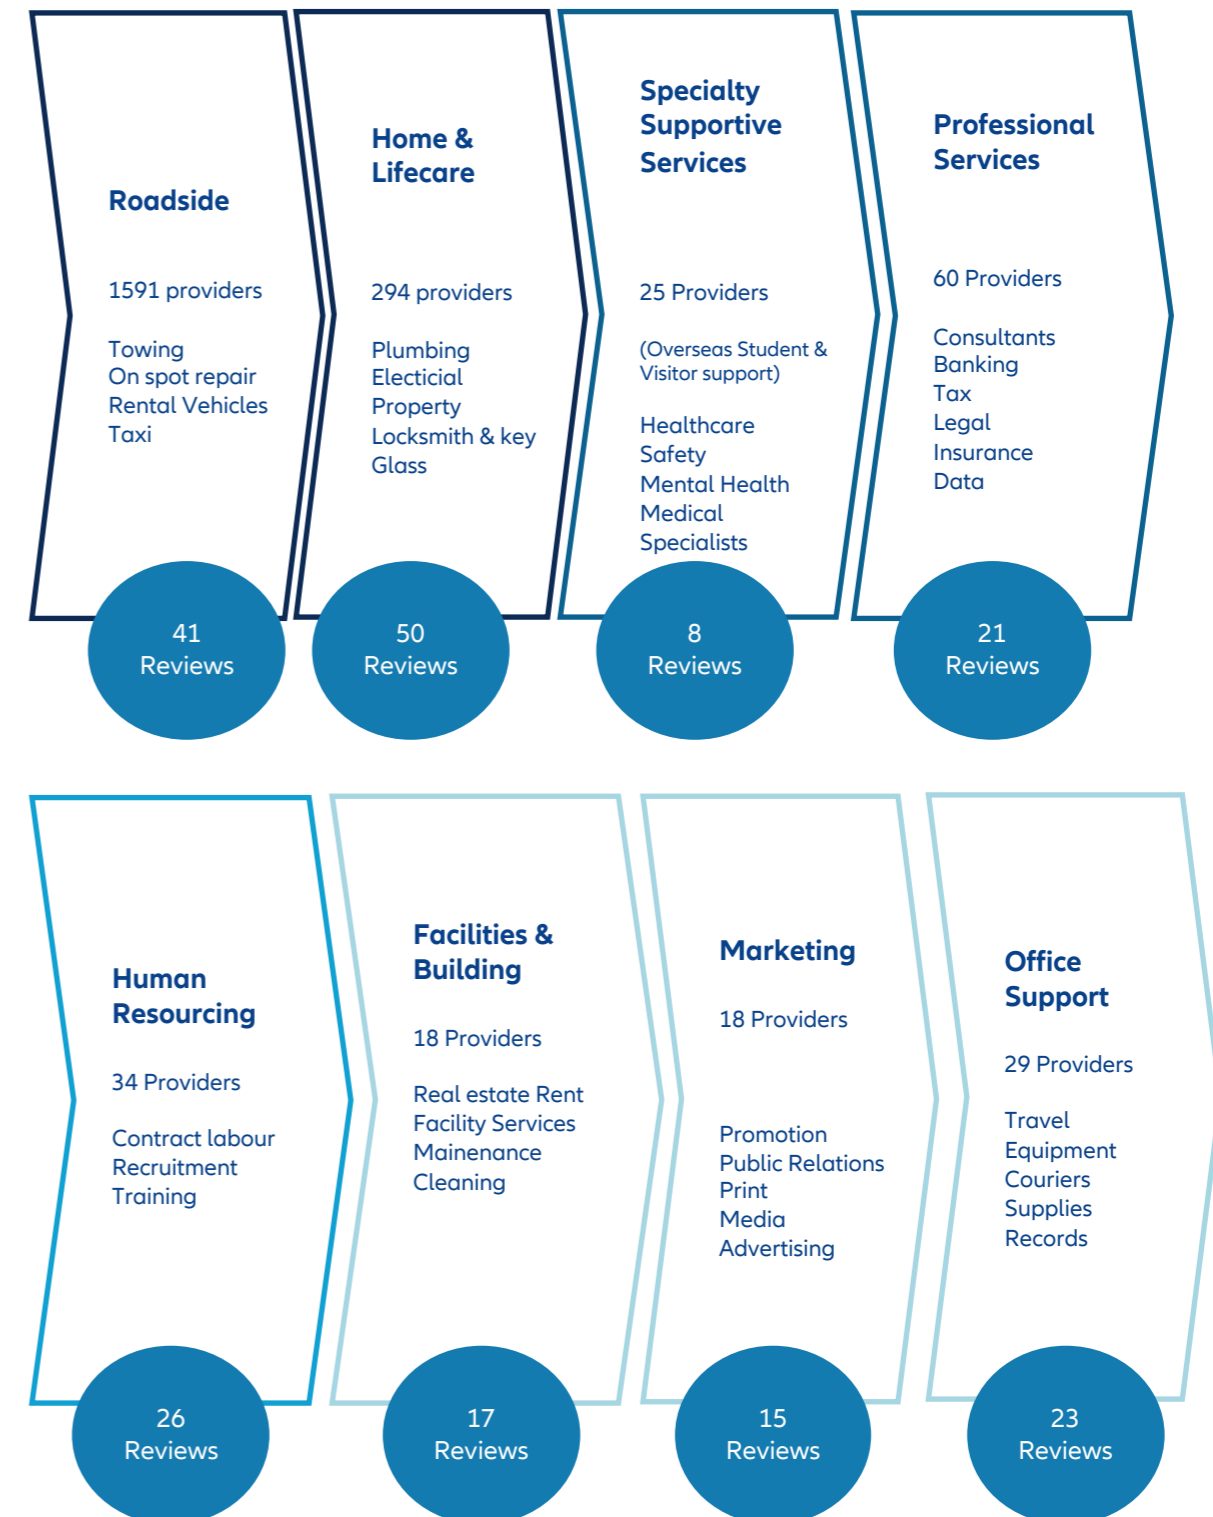 Roadside
1591 providers
Towing
On spot repair
Rental Vehicles
Taxi
41
Reviews
Home &
Lifecare
294 providers
Plumbing
Electicial
Property
Locksmith & key
Glass
50
Reviews
Specialty
Supportive
Services
25 Providers
(Overseas Student &
Visitor support)
Healthcare
Safety
Mental Health
Medical
Specialists
8
Reviews
Professional
Services
60 Providers
Consultants
Banking
Tax
Legal
Insurance
Data
21
Reviews
Human
Resourcing
34 Providers
Contract labour
Recruitment
Training
26
Reviews
Facilities &
Building
18 Providers
Real estate Rent
Facility Services
Mainenance
Cleaning
17
Reviews
Marketing
18 Providers
Promotion
Public Relations
Print
Media
Advertising
15
Reviews
Office
Support
29 Providers
Travel
Equipment
Couriers
Supplies
Records
23
Reviews